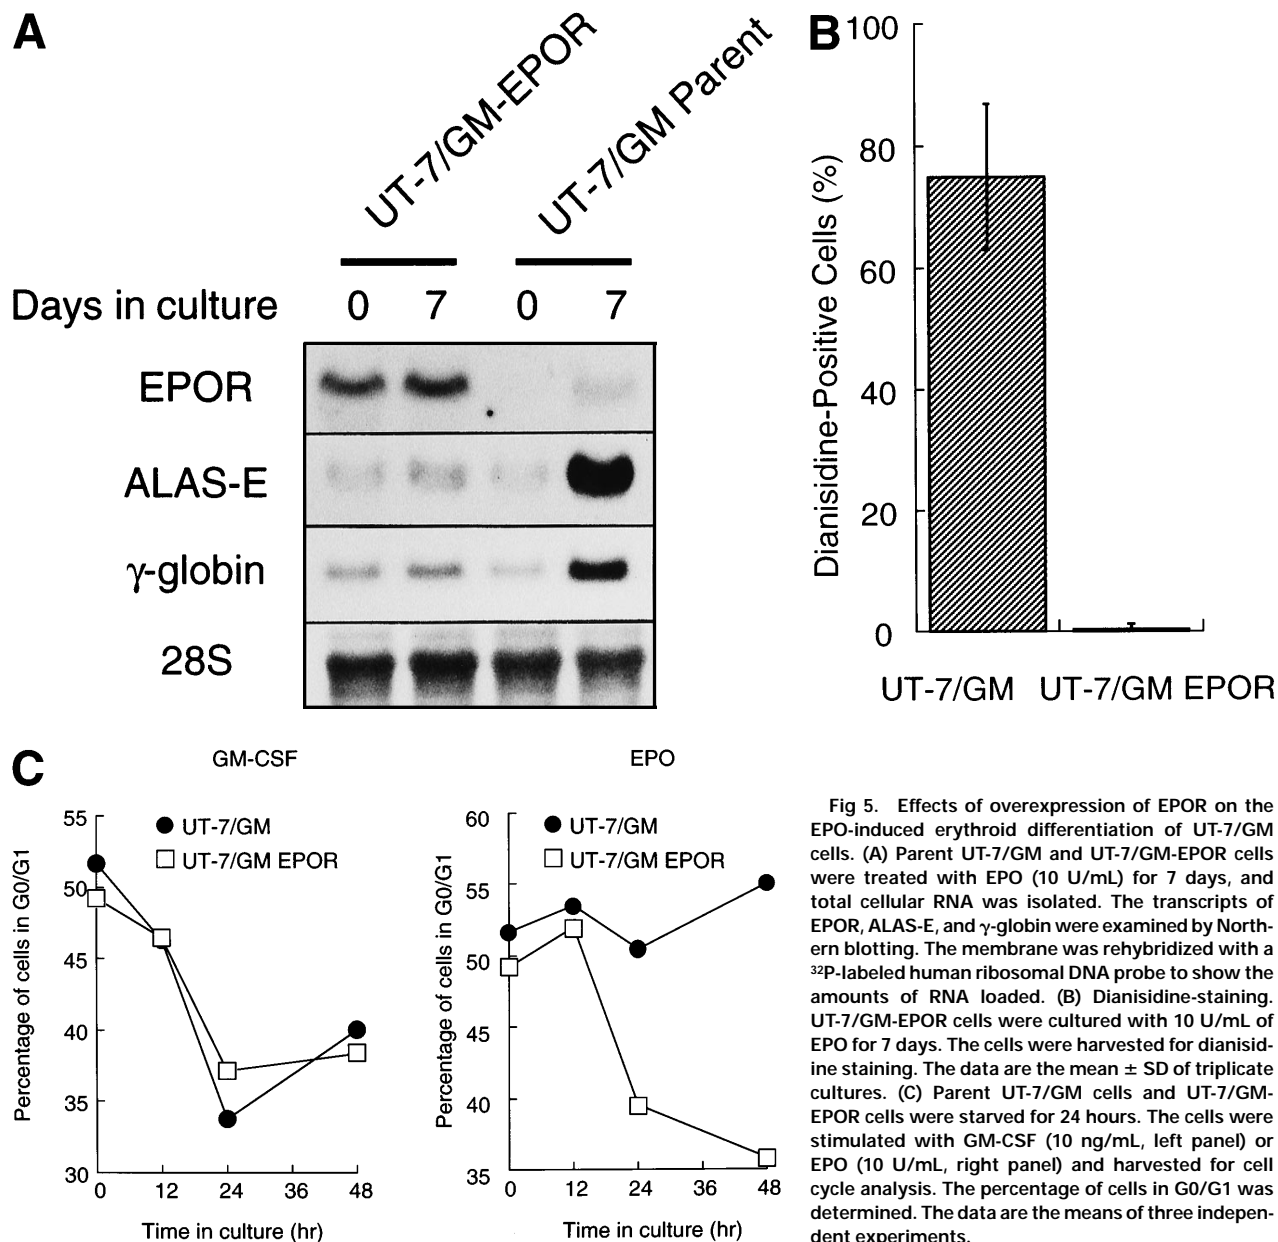 A
UT-7/GM-EPOR
UT-7/GM Parent
Days in culture 0 7 0 7
EPOR
ALAS-E
γ-globin
28S
B
Dianisidine-Positive Cells (%)
100
80
60
40
20
0
UT-7/GM UT-7/GM EPOR
C
GM-CSF
Percentage of cells in G0/G1
55
50
45
40
35
30
UT-7/GM
UT-7/GM EPOR
0 12 24 36 48
Time in culture (hr)
EPO
Percentage of cells in G0/G1
60
55
50
45
40
35
UT-7/GM
UT-7/GM EPOR
0 12 24 36 48
Time in culture (hr)
Fig 5. Effects of overexpression of EPOR on the
EPO-induced erythroid differentiation of UT-7/GM
cells. (A) Parent UT-7/GM and UT-7/GM-EPOR cells
were treated with EPO (10 U/mL) for 7 days, and
total cellular RNA was isolated. The transcripts of
EPOR, ALAS-E, and γ-globin were examined by North-
ern blotting. The membrane was rehybridized with a
³²P-labeled human ribosomal DNA probe to show the
amounts of RNA loaded. (B) Dianisidine-staining.
UT-7/GM-EPOR cells were cultured with 10 U/mL of
EPO for 7 days. The cells were harvested for dianisid-
ine staining. The data are the mean ± SD of triplicate
cultures. (C) Parent UT-7/GM cells and UT-7/GM-
EPOR cells were starved for 24 hours. The cells were
stimulated with GM-CSF (10 ng/mL, left panel) or
EPO (10 U/mL, right panel) and harvested for cell
cycle analysis. The percentage of cells in G0/G1 was
determined. The data are the means of three indepen-
dent experiments.